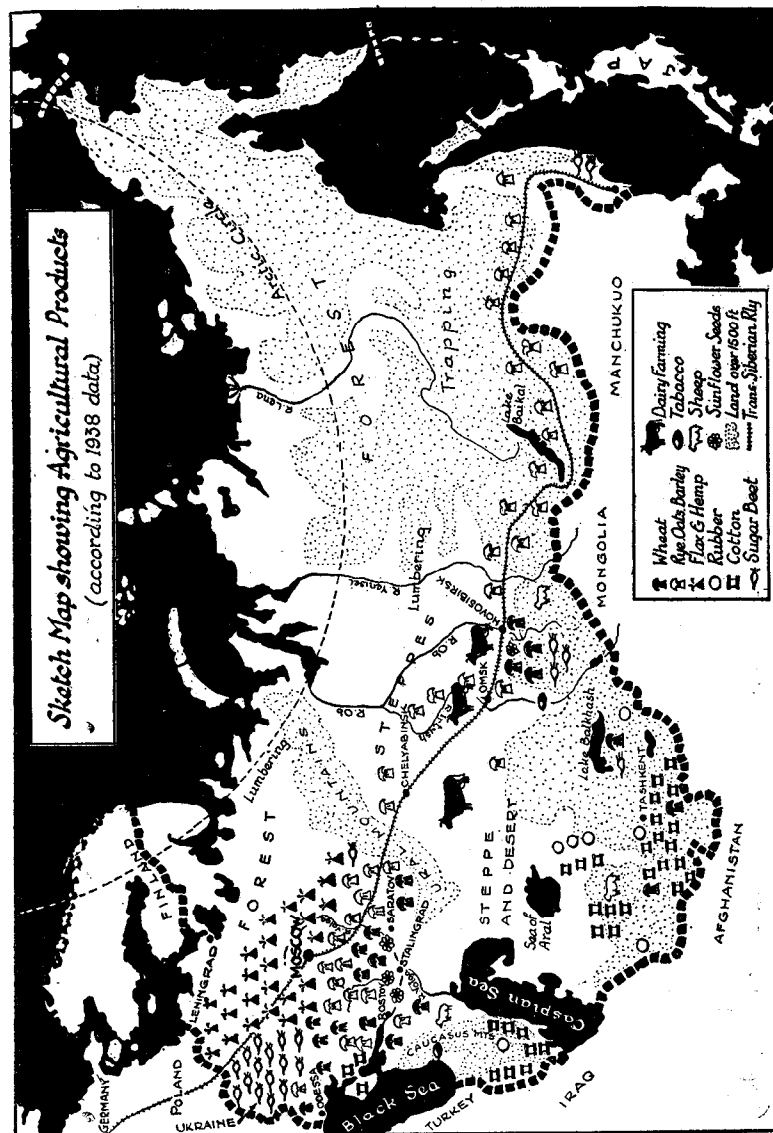 Sketch Map showing Agricultural Products
(according to 1938 data)
Arctic Circle
FINLAND
GERMANY
POLAND
UKRAINE
LENINGRAD
FOREST
Lumbering
MOUNTAINS
MOSCOW
ODESSA
ROSTOV
SARATOV
STALINGRAD
URAL
CHELYABINSK
STEPPES
R. Ob
R. Ob
Irtish
OMSK
NOVOSIBIRSK
R. Yenisei
Lumbering
R. Lena
FOREST
Trapping
Lake
Baikal
JAP
Black Sea
CAUCASUS MTS
Caspian Sea
STEPPE
AND DESERT
Sea of
Aral
Lake Balkhash
TASHKENT
TURKEY
IRAQ
AFGHANISTAN
MONGOLIA
MANCHUKUO
Wheat
Rye Oats Barley
Flax & Hemp
Rubber
Cotton
Sugar Beet
Dairy Farming
Tobacco
Sheep
Sunflower Seeds
Land over 1500 ft
Trans-Siberian Rly